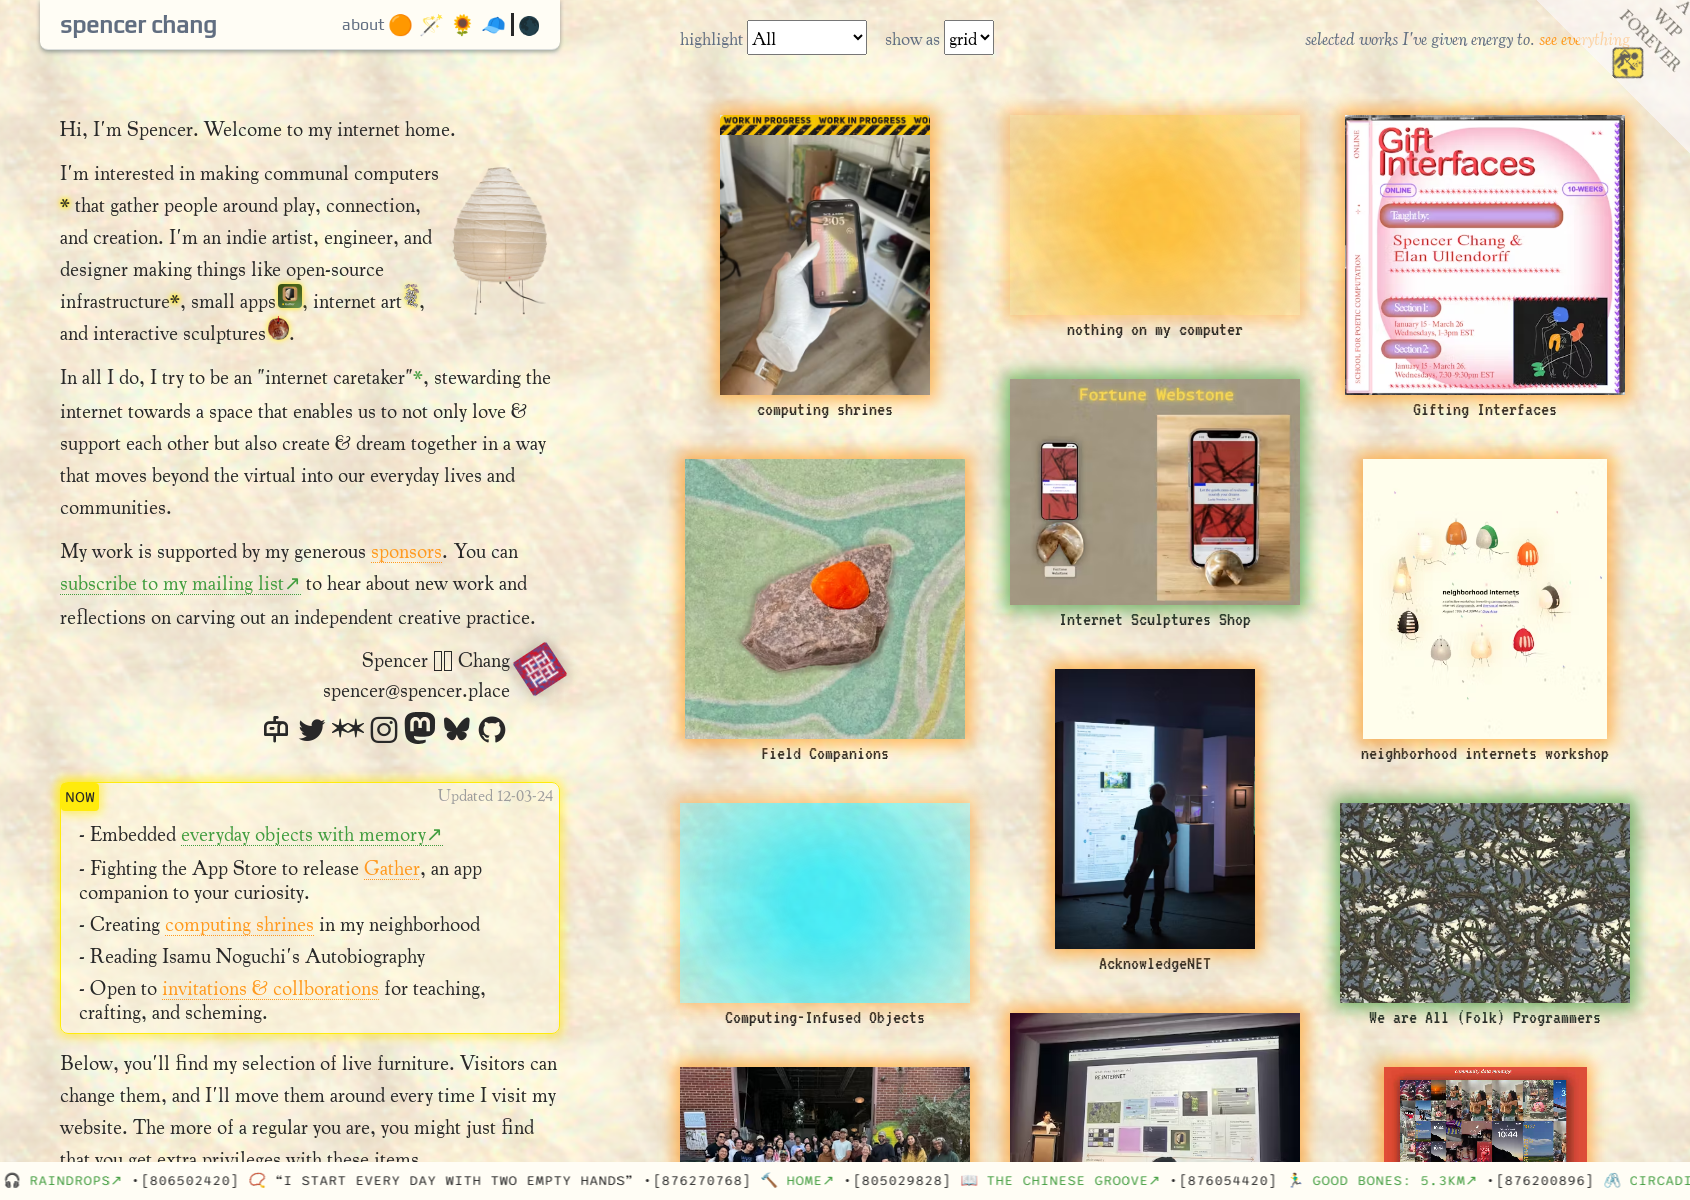 spencer chang
about
highlight All show as grid
selected works I've given energy to. see everything
A WIP FOREVER
Hi, I'm Spencer. Welcome to my internet home.
I'm interested in making communal computers
* that gather people around play, connection,
and creation. I'm an indie artist, engineer, and
designer making things like open-source
infrastructure*, small apps, internet art,
and interactive sculptures.
In all I do, I try to be an "internet caretaker"*, stewarding the
internet towards a space that enables us to not only love &
support each other but also create & dream together in a way
that moves beyond the virtual into our everyday lives and
communities.
My work is supported by my generous sponsors. You can
subscribe to my mailing list↗ to hear about new work and
reflections on carving out an independent creative practice.
Spencer Chang
spencer@spencer.place
NOW
Updated 12-03-24
- Embedded everyday objects with memory↗
- Fighting the App Store to release Gather, an app
companion to your curiosity.
- Creating computing shrines in my neighborhood
- Reading Isamu Noguchi's Autobiography
- Open to invitations & collborations for teaching,
crafting, and scheming.
Below, you'll find my selection of live furniture. Visitors can
change them, and I'll move them around every time I visit my
website. The more of a regular you are, you might just find
that you get extra privileges with these items.
WORK IN PROGRESS WORK IN PROGRESS WO
2:05
computing shrines
nothing on my computer
Gift
Interfaces
ONLINE
10-WEEKS
Taught by:
Spencer Chang &
Elan Ullendorff
Section 1:
January 15 - March 26
Wednesdays, 1-3pm EST
Section 2:
January 15 - March 26,
Wednesdays, 7:30-9:30pm EST
ONLINE
SCHOOL FOR POETIC COMPUTATION
Gifting Interfaces
Field Companions
Fortune Webstone
Internet Sculptures Shop
neighborhood internets
neighborhood internets workshop
Computing-Infused Objects
AcknowledgeNET
We are All (Folk) Programmers
RE:INTERNET
10:44
RAINDROPS↗ •[806502420] “I START EVERY DAY WITH TWO EMPTY HANDS” •[876270768] HOME↗ •[805029828] THE CHINESE GROOVE↗ •[876054420] GOOD BONES: 5.3KM↗ •[876200896] CIRCADI